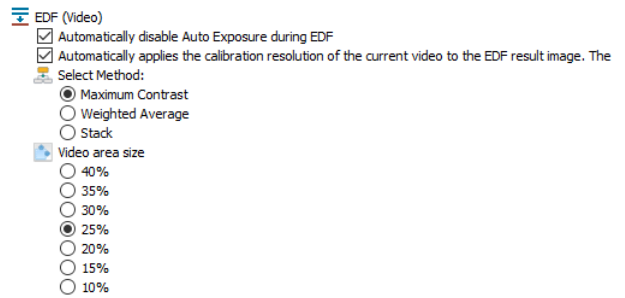 EDF (Video)
Automatically disable Auto Exposure during EDF
Automatically applies the calibration resolution of the current video to the EDF result image. The
Select Method:
Maximum Contrast
Weighted Average
Stack
Video area size
40%
35%
30%
25%
20%
15%
10%